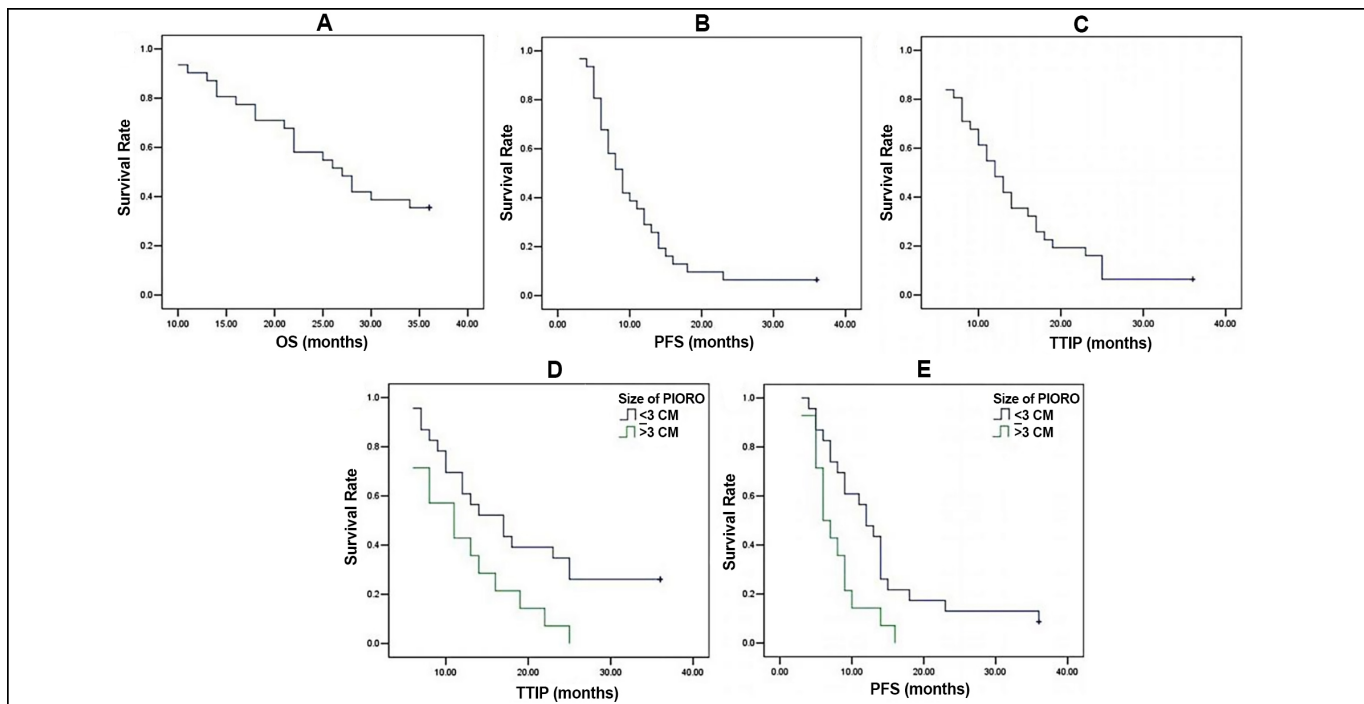 A
B
C
1.0
0.8
0.6
0.4
0.2
0.0
Survival Rate
10.00 15.00 20.00 25.00 30.00 35.00 40.00
OS (months)
1.0
0.8
0.6
0.4
0.2
0.0
Survival Rate
0.00 10.00 20.00 30.00 40.00
PFS (months)
1.0
0.8
0.6
0.4
0.2
0.0
Survival Rate
10.00 20.00 30.00 40.00
TTIP (months)
D
E
1.0
0.8
0.6
0.4
0.2
0.0
Survival Rate
Size of PIORO
<3 CM
>3 CM
10.00 20.00 30.00 40.00
TTIP (months)
1.0
0.8
0.6
0.4
0.2
0.0
Survival Rate
Size of PIORO
<3 CM
>3 CM
0.00 10.00 20.00 30.00 40.00
PFS (months)